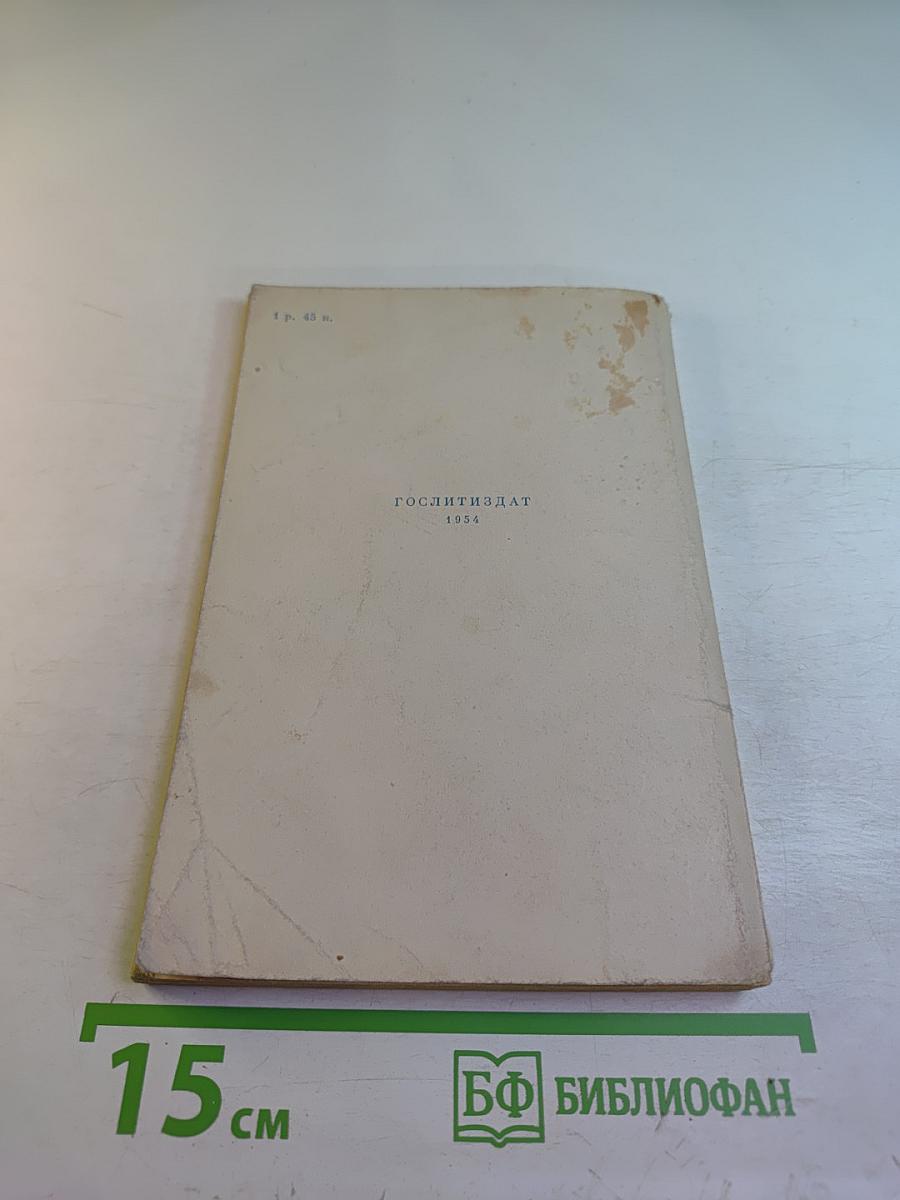 1 р. 45 к.
ГОСЛИТИЗДАТ
1954
15 см
БФ БИБЛИОФАН